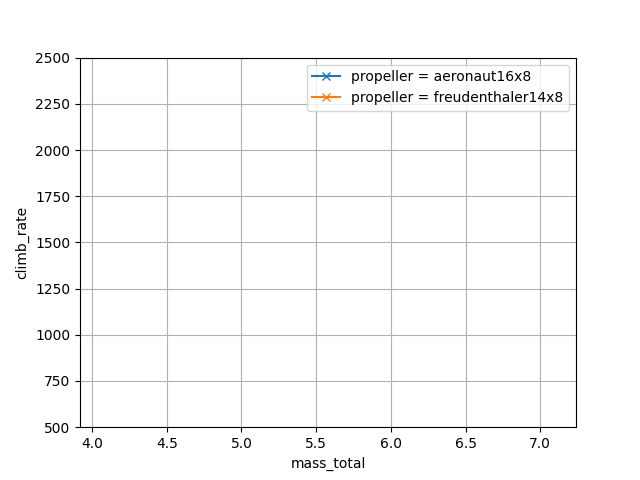 propeller = aeronaut16x8
propeller = freudenthaler14x8
2500
2250
2000
1750
1500
1250
1000
750
500
climb_rate
4.0 4.5 5.0 5.5 6.0 6.5 7.0
mass_total